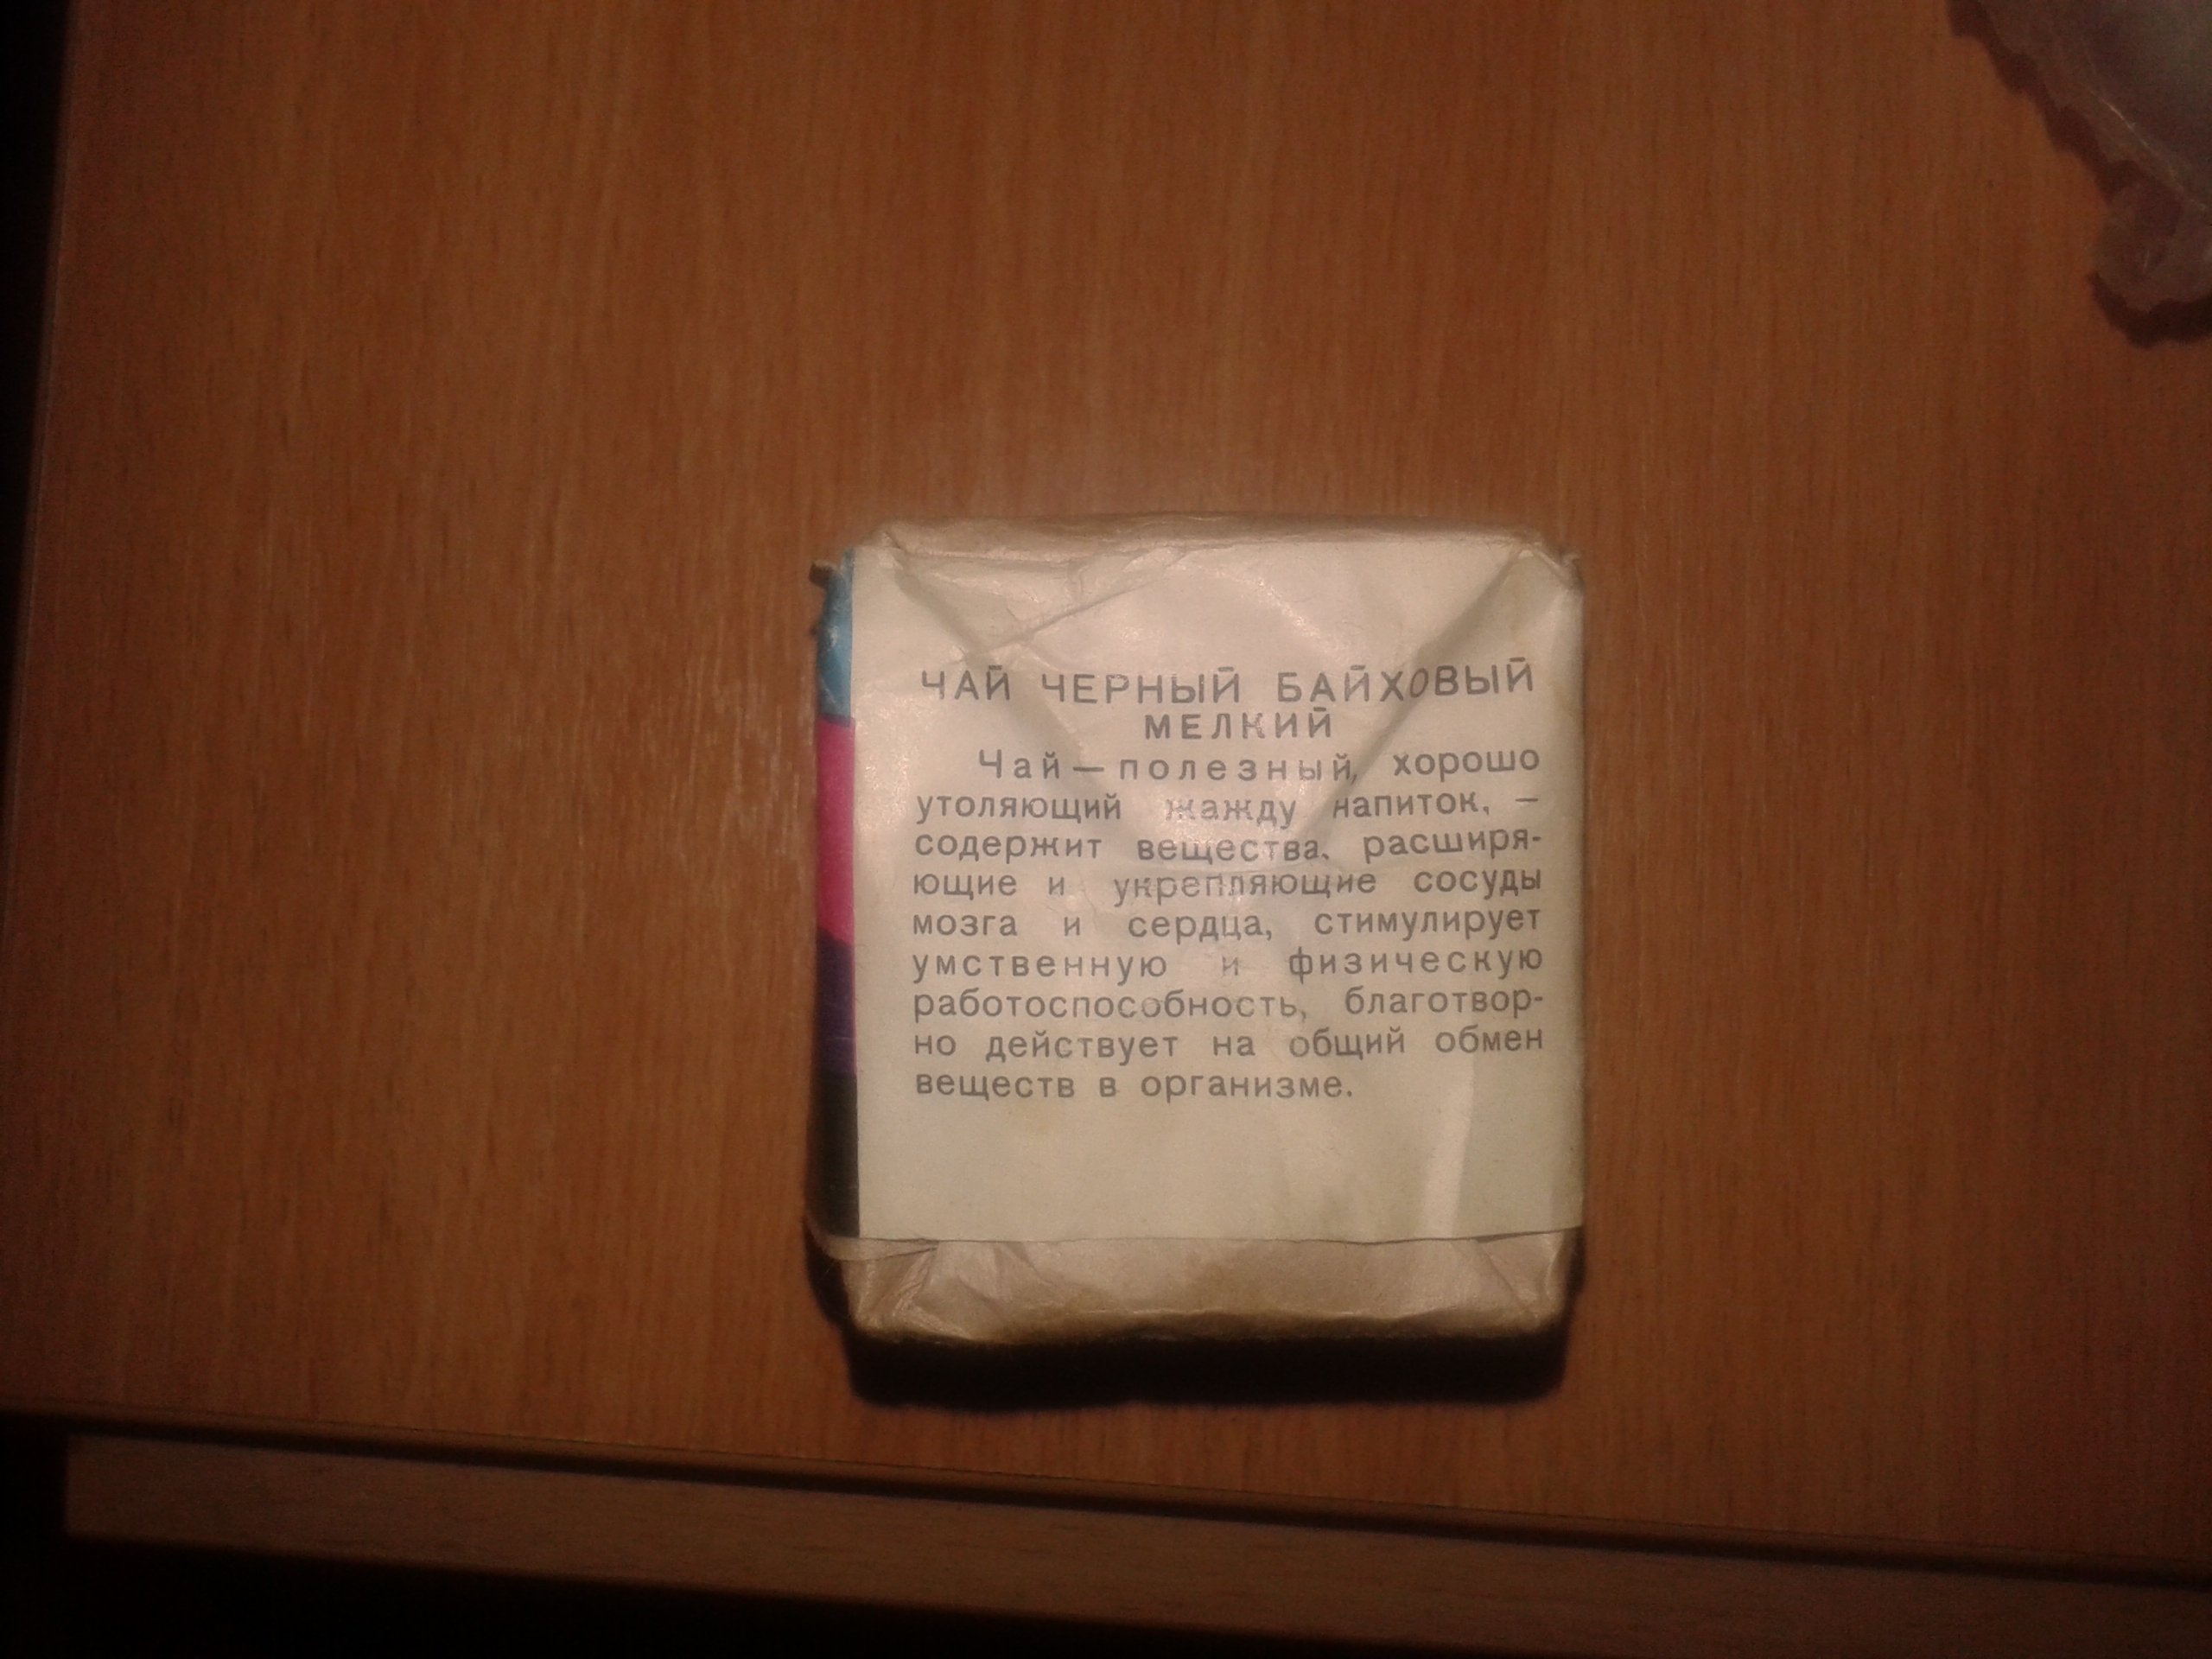 ЧАЙ ЧЕРНЫЙ БАЙХОВЫЙ
МЕЛКИЙ
Чай — полезный, хорошо
утоляющий жажду напиток, —
содержит вещества, расширя-
ющие и укрепляющие сосуды
мозга и сердца, стимулирует
умственную и физическую
работоспособность, благотвор-
но действует на общий обмен
веществ в организме.